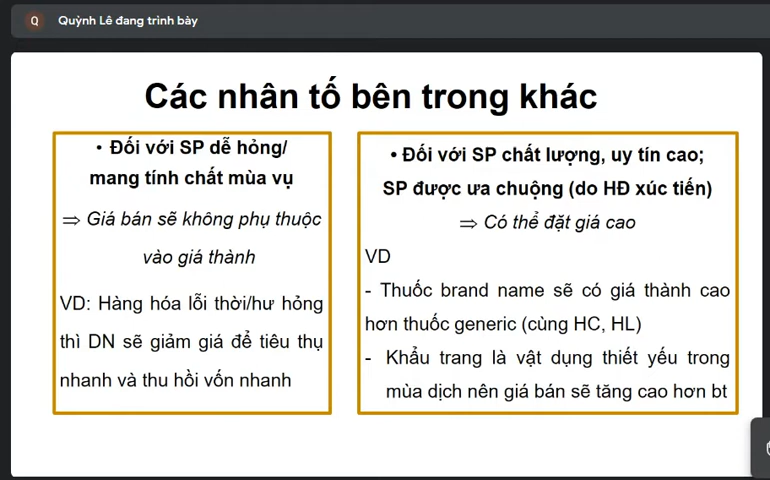 Q Quỳnh Lê đang trình bày
Các nhân tố bên trong khác
• Đối với SP dễ hỏng/
mang tính chất mùa vụ
⇒ Giá bán sẽ không phụ thuộc
vào giá thành
VD: Hàng hóa lỗi thời/hư hỏng
thì DN sẽ giảm giá để tiêu thụ
nhanh và thu hồi vốn nhanh
• Đối với SP chất lượng, uy tín cao;
SP được ưa chuộng (do HĐ xúc tiến)
⇒ Có thể đặt giá cao
VD
- Thuốc brand name sẽ có giá thành cao
hơn thuốc generic (cùng HC, HL)
- Khẩu trang là vật dụng thiết yếu trong
mùa dịch nên giá bán sẽ tăng cao hơn bt